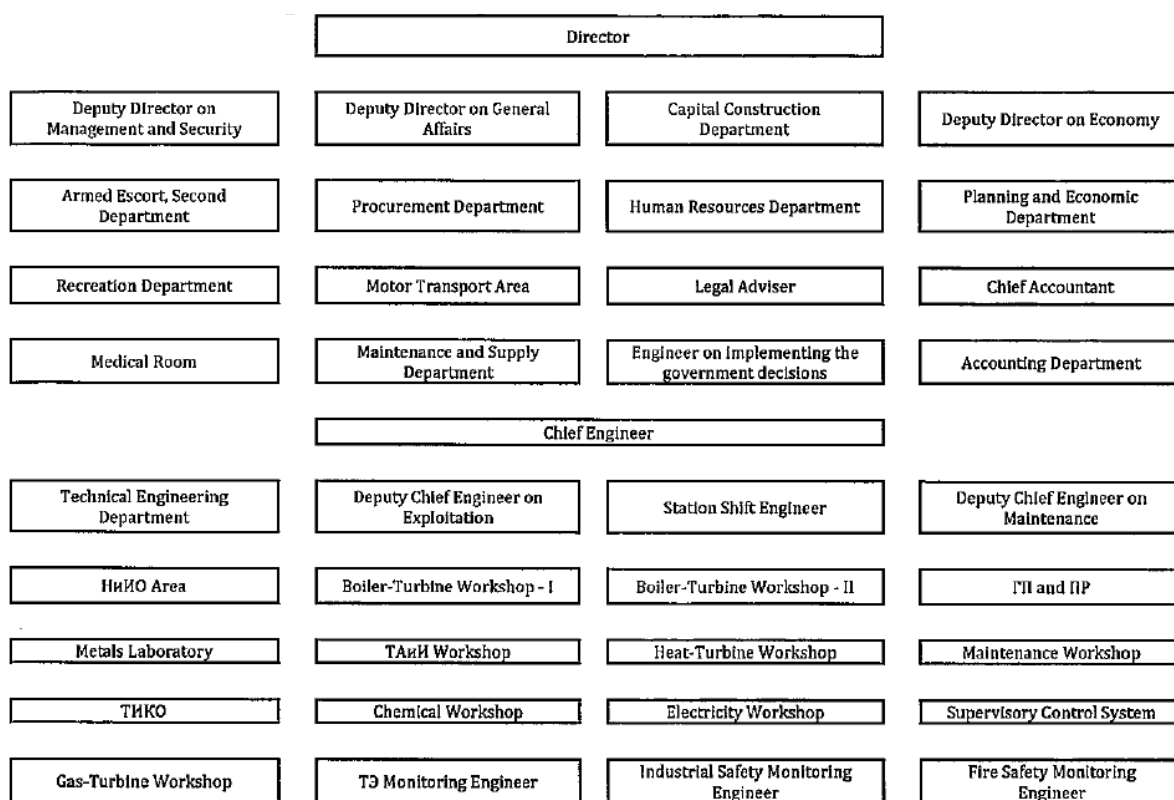 Director
Deputy Director on
Management and Security
Deputy Director on General
Affairs
Capital Construction
Department
Deputy Director on Economy
Armed Escort, Second
Department
Procurement Department
Human Resources Department
Planning and Economic
Department
Recreation Department
Motor Transport Area
Legal Adviser
Chief Accountant
Medical Room
Maintenance and Supply
Department
Engineer on implementing the
government decisions
Accounting Department
Chief Engineer
Technical Engineering
Department
Deputy Chief Engineer on
Exploitation
Station Shift Engineer
Deputy Chief Engineer on
Maintenance
НиИО Area
Boiler-Turbine Workshop - I
Boiler-Turbine Workshop - II
ГП and ПР
Metals Laboratory
ТАиИ Workshop
Heat-Turbine Workshop
Maintenance Workshop
ТИКО
Chemical Workshop
Electricity Workshop
Supervisory Control System
Gas-Turbine Workshop
ТЭ Monitoring Engineer
Industrial Safety Monitoring
Engineer
Fire Safety Monitoring
Engineer